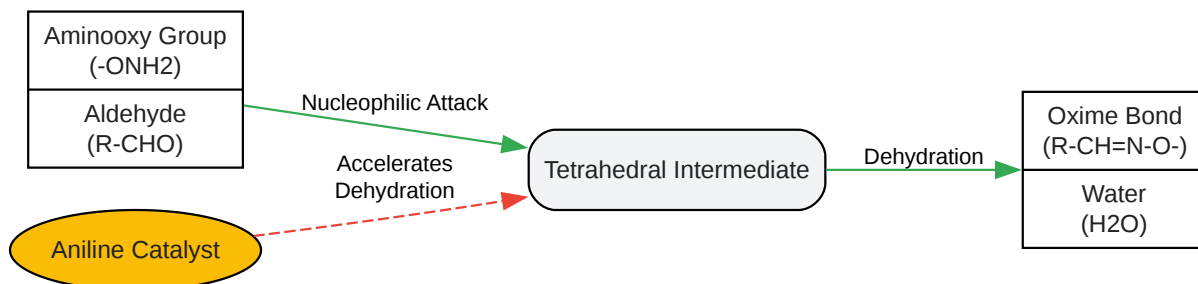 Aminooxy Group
(-ONH2)
Aldehyde
(R-CHO)
Nucleophilic Attack
Accelerates
Dehydration
Aniline Catalyst
Tetrahedral Intermediate
Dehydration
Oxime Bond
(R-CH=N-O-)
Water
(H2O)